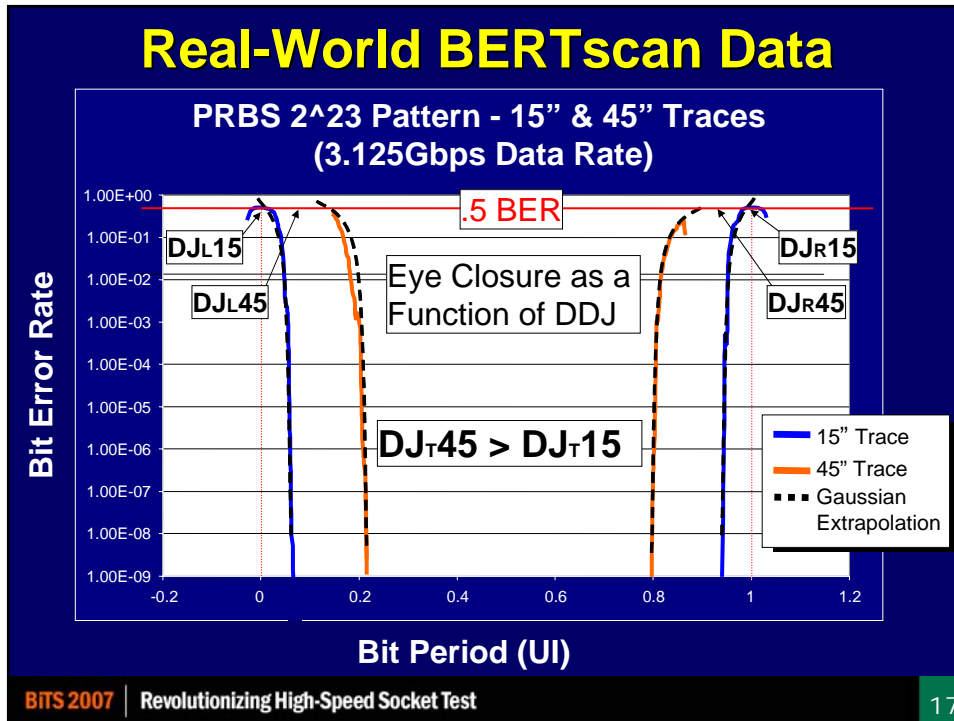 Real-World BERTscan Data
PRBS 2^23 Pattern - 15” & 45” Traces
(3.125Gbps Data Rate)
1.00E+00
1.00E-01
1.00E-02
1.00E-03
1.00E-04
1.00E-05
1.00E-06
1.00E-07
1.00E-08
1.00E-09
Bit Error Rate
.5 BER
DJL15
DJL45
DJR15
DJR45
Eye Closure as a
Function of DDJ
DJT45 > DJT15
15” Trace
45” Trace
Gaussian
Extrapolation
-0.2 0 0.2 0.4 0.6 0.8 1 1.2
Bit Period (UI)
BiTS 2007 | Revolutionizing High-Speed Socket Test
17